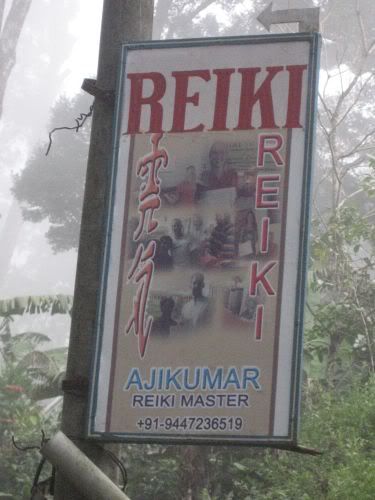 REIKI
REIKI
AJIKUMAR
REIKI MASTER
+91-9447236519